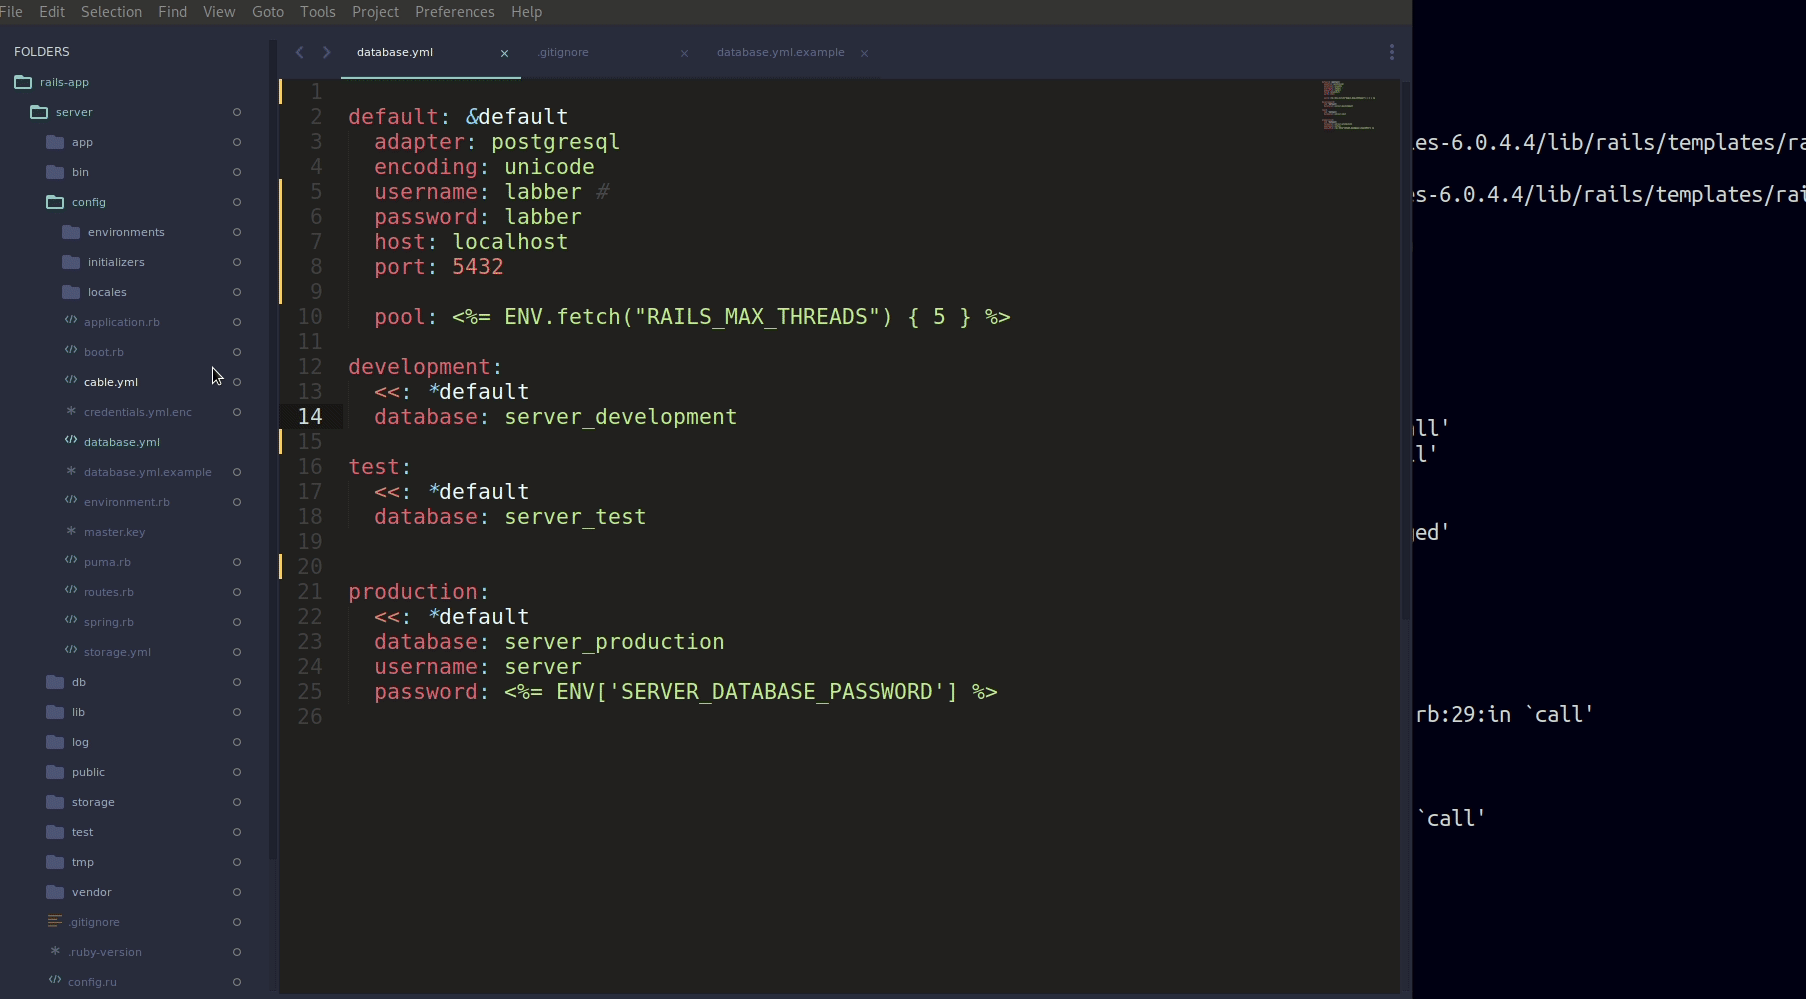 File Edit Selection Find View Goto Tools Project Preferences Help
FOLDERS
rails-app
server
app
bin
config
environments
initializers
locales
application.rb
boot.rb
cable.yml
credentials.yml.enc
database.yml
database.yml.example
environment.rb
master.key
puma.rb
routes.rb
spring.rb
storage.yml
db
lib
log
public
storage
test
tmp
vendor
.gitignore
.ruby-version
config.ru
database.yml × .gitignore × database.yml.example ×
1
2 default: &default
3   adapter: postgresql
4   encoding: unicode
5   username: labber #
6   password: labber
7   host: localhost
8   port: 5432
9
10   pool: <%= ENV.fetch("RAILS_MAX_THREADS") { 5 } %>
11
12 development:
13   <<: *default
14   database: server_development
15
16 test:
17   <<: *default
18   database: server_test
19
20
21 production:
22   <<: *default
23   database: server_production
24   username: server
25   password: <%= ENV['SERVER_DATABASE_PASSWORD'] %>
26
es-6.0.4.4/lib/rails/templates/ra
s-6.0.4.4/lib/rails/templates/rai
ll'
l'
ed'
rb:29:in `call'
`call'